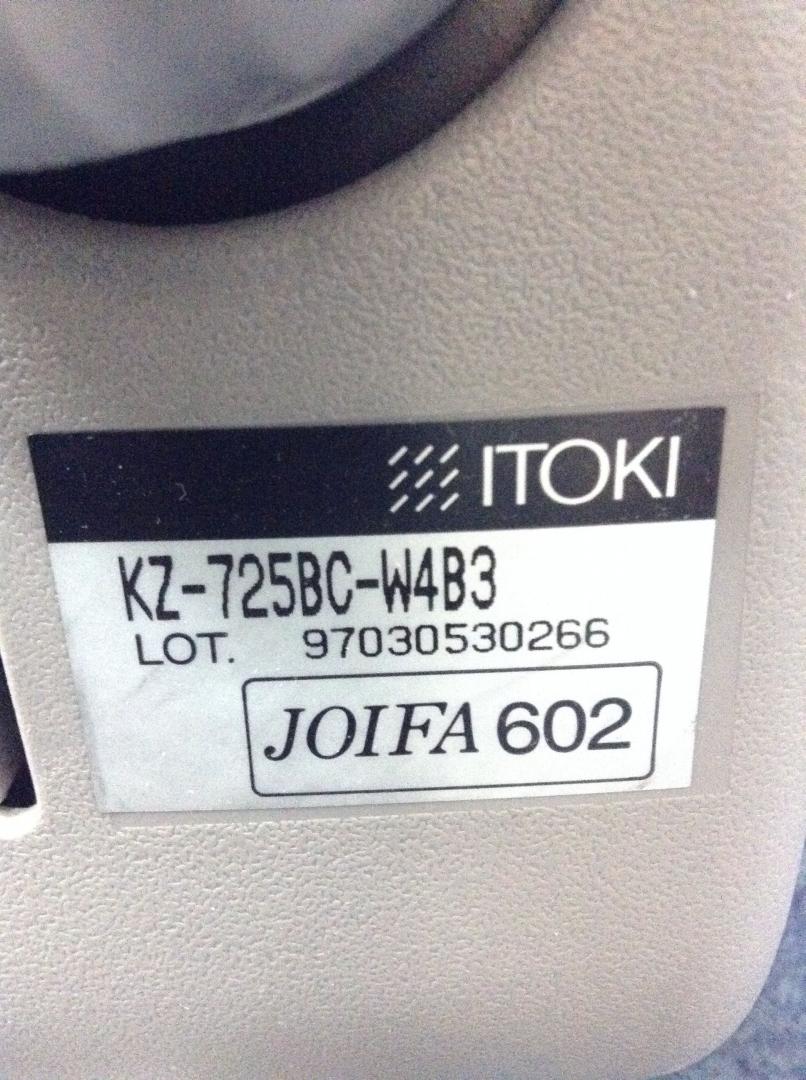 ITOKI
KZ-725BC-W4B3
LOT. 97030530266
JOIFA 602